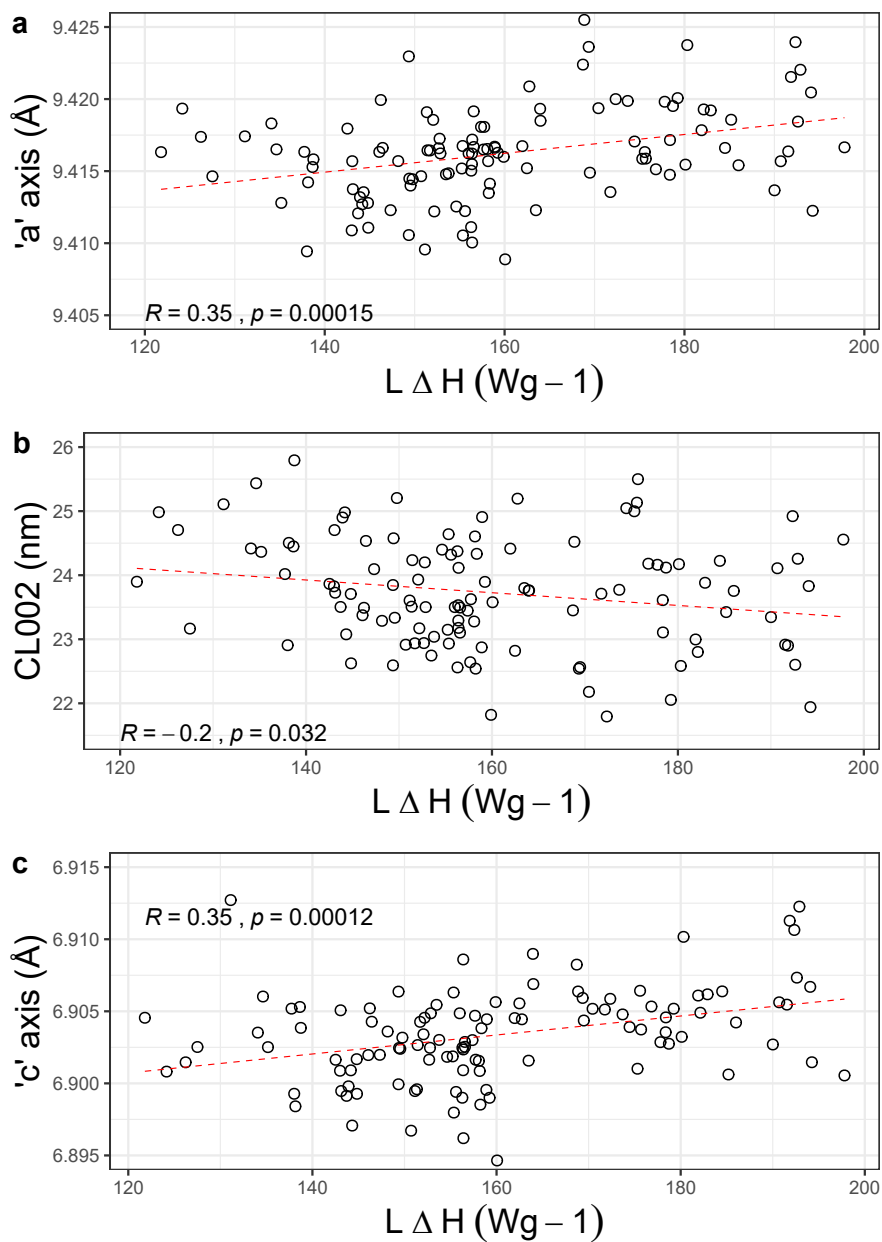 a
9.425
9.420
9.415
9.410
9.405
'a' axis (Å)
R = 0.35 , p = 0.00015
120 140 160 180 200
L Δ H (Wg − 1)
b
26
25
24
23
22
CL002 (nm)
R = − 0.2 , p = 0.032
120 140 160 180 200
L Δ H (Wg − 1)
c
6.915
6.910
6.905
6.900
6.895
'c' axis (Å)
R = 0.35 , p = 0.00012
120 140 160 180 200
L Δ H (Wg − 1)